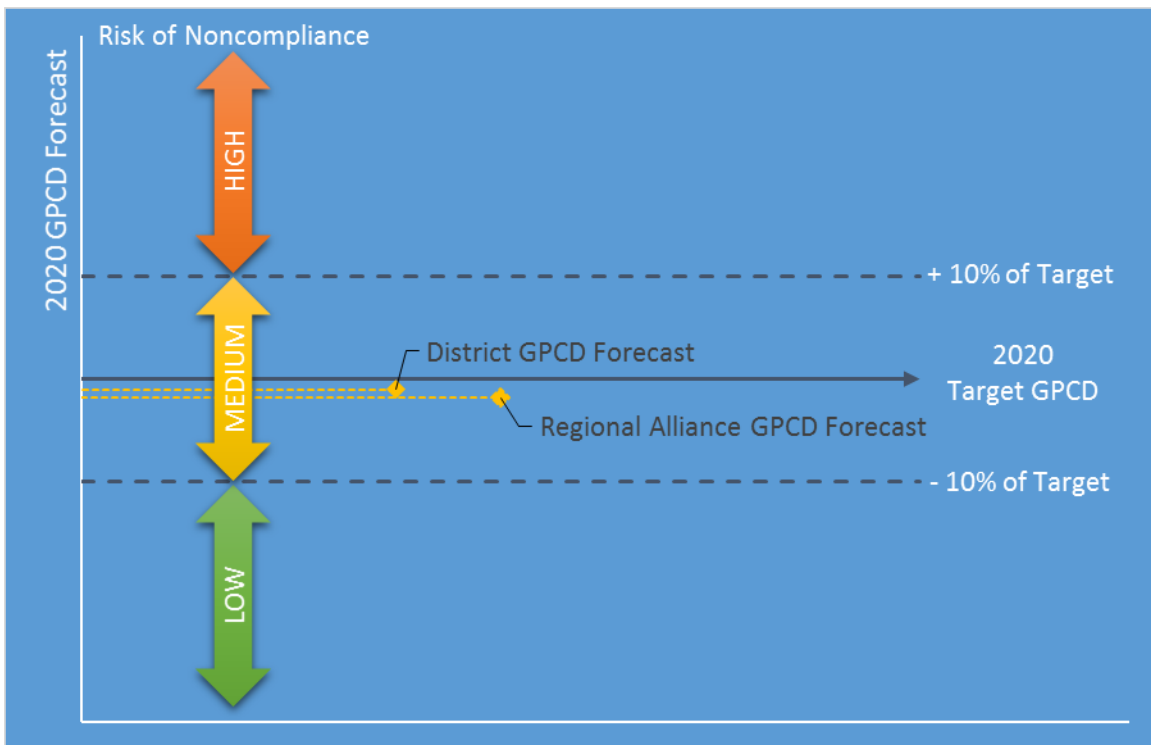 Risk of Noncompliance
2020 GPCD Forecast
HIGH
+ 10% of Target
MEDIUM
District GPCD Forecast
2020
Target GPCD
Regional Alliance GPCD Forecast
- 10% of Target
LOW